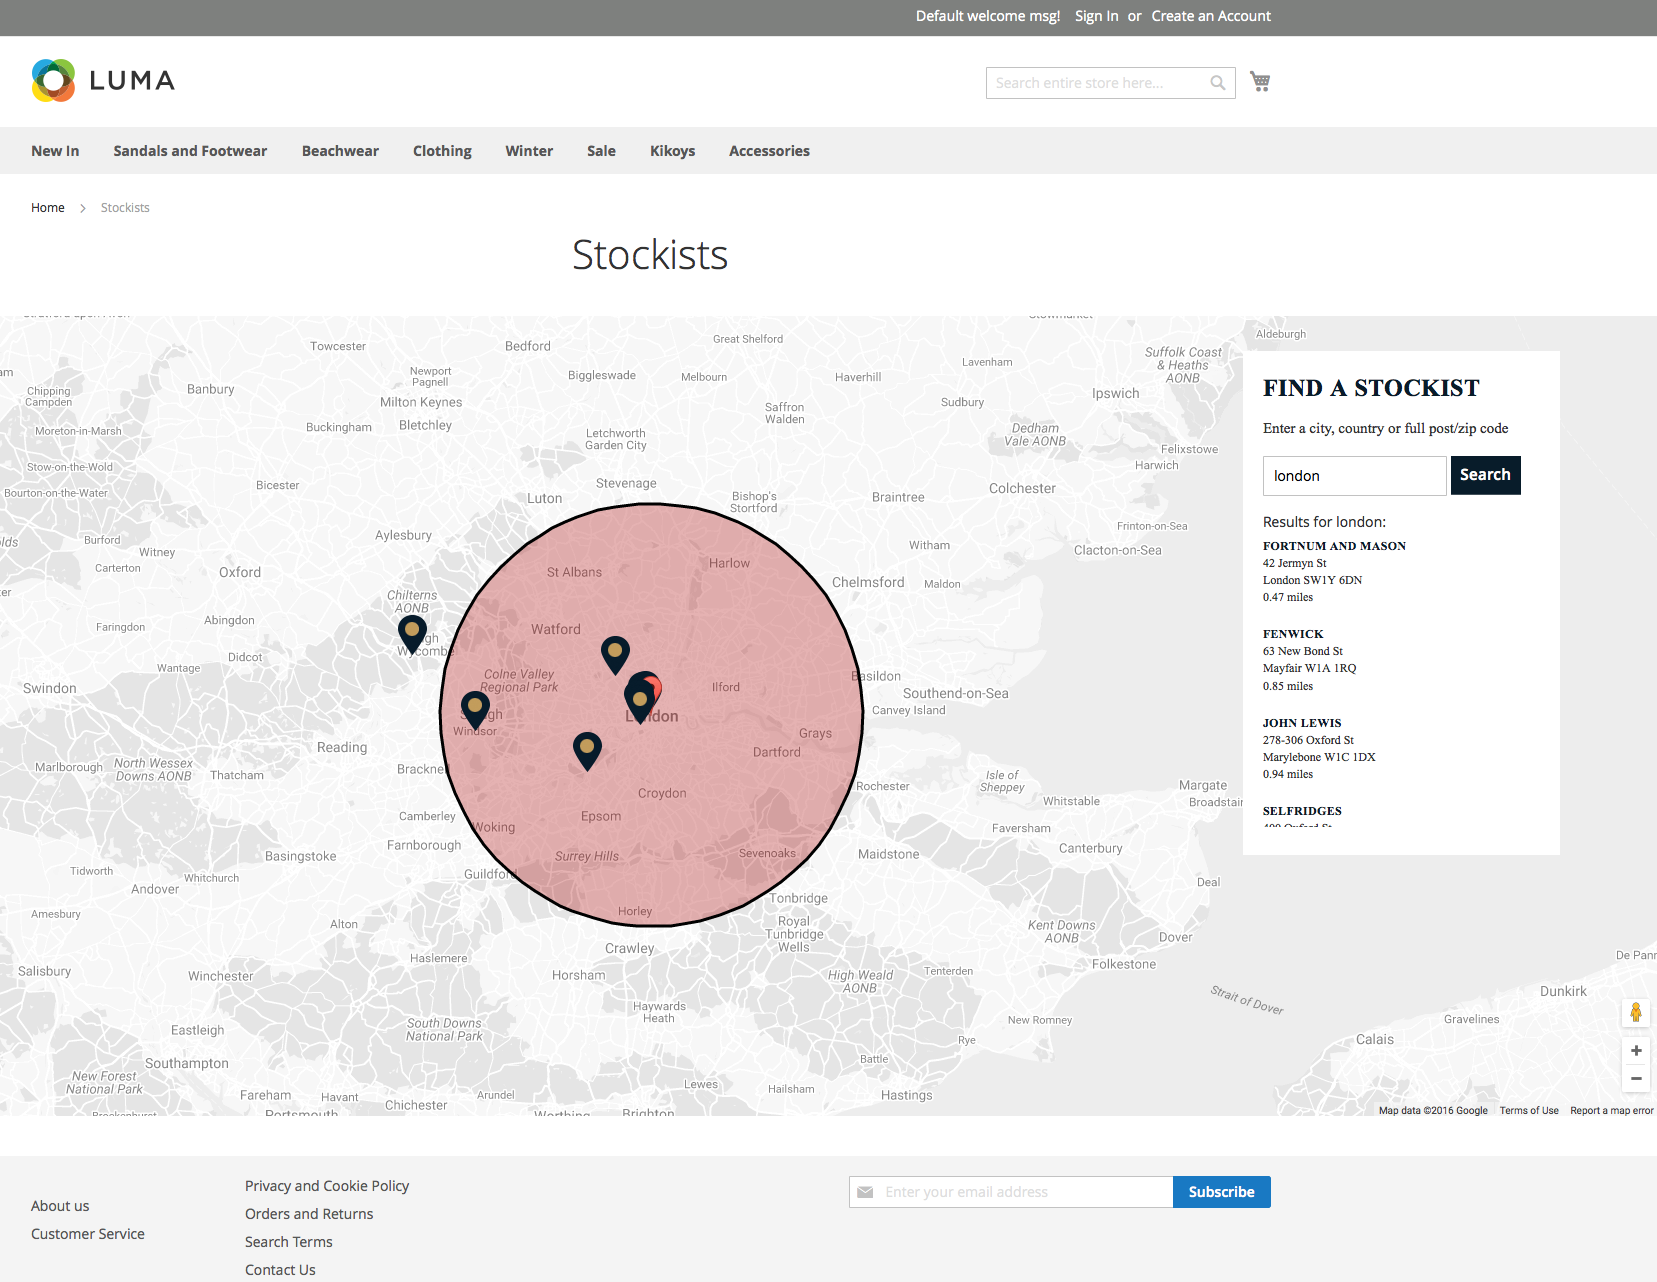 Default welcome msg! Sign In or Create an Account
LUMA
Search entire store here...
New In Sandals and Footwear Beachwear Clothing Winter Sale Kikoys Accessories
Home Stockists
Stockists
Aldeburgh
Towcester
Bedford
Great Shelford
Lavenham
Suffolk Coast
& Heaths
AONB
Newport
Pagnell
Biggleswade
Melbourn
Haverhill
Chipping
Campden
Banbury
Milton Keynes
Ipswich
Sudbury
Saffron
Walden
Buckingham
Bletchley
Moreton-in-Marsh
Letchworth
Garden City
Dedham
Vale AONB
Felixstowe
Stow-on-the-Wold
Harwich
Bourton-on-the-Water
Bicester
Stevenage
Luton
Bishop's
Stortford
Braintree
Colchester
Frinton-on-Sea
Aylesbury
Burford
Witney
Witham
Clacton-on-Sea
Carterton
Oxford
St Albans
Harlow
Chelmsford
Maldon
Chilterns
AONB
Abingdon
Faringdon
Watford
Wycombe
Didcot
Wantage
Colne Valley
Regional Park
Ilford
Basildon
Swindon
Southend-on-Sea
Canvey Island
London
Windsor
Grays
Reading
Dartford
Marlborough
North Wessex
Downs AONB
Thatcham
Bracknell
Isle of
Sheppey
Rochester
Margate
Croydon
Whitstable
Camberley
Epsom
Woking
Faversham
Farnborough
Canterbury
Basingstoke
Surrey Hills
Sevenoaks
Maidstone
Tidworth
Whitchurch
Guildford
Andover
Deal
Tonbridge
Amesbury
Alton
Horley
Royal
Tunbridge
Wells
Kent Downs
AONB
Dover
Crawley
Haslemere
Folkestone
Salisbury
Winchester
Horsham
High Weald
AONB
Tenterden
Strait of Dover
Dunkirk
Haywards
Heath
Gravelines
Eastleigh
South Downs
National Park
New Romney
Calais
Rye
Southampton
Battle
New Forest
National Park
Lewes
Hailsham
Hastings
Fareham
Havant
Chichester
Arundel
Portsmouth
Worthing
Brighton
FIND A STOCKIST
Enter a city, country or full post/zip code
london Search
Results for london:
FORTNUM AND MASON
42 Jermyn St
London SW1Y 6DN
0.47 miles
FENWICK
63 New Bond St
Mayfair W1A 1RQ
0.85 miles
JOHN LEWIS
278-306 Oxford St
Marylebone W1C 1DX
0.94 miles
SELFRIDGES
Map data ©2016 Google Terms of Use Report a map error
About us
Customer Service
Privacy and Cookie Policy
Orders and Returns
Search Terms
Contact Us
Enter your email address Subscribe